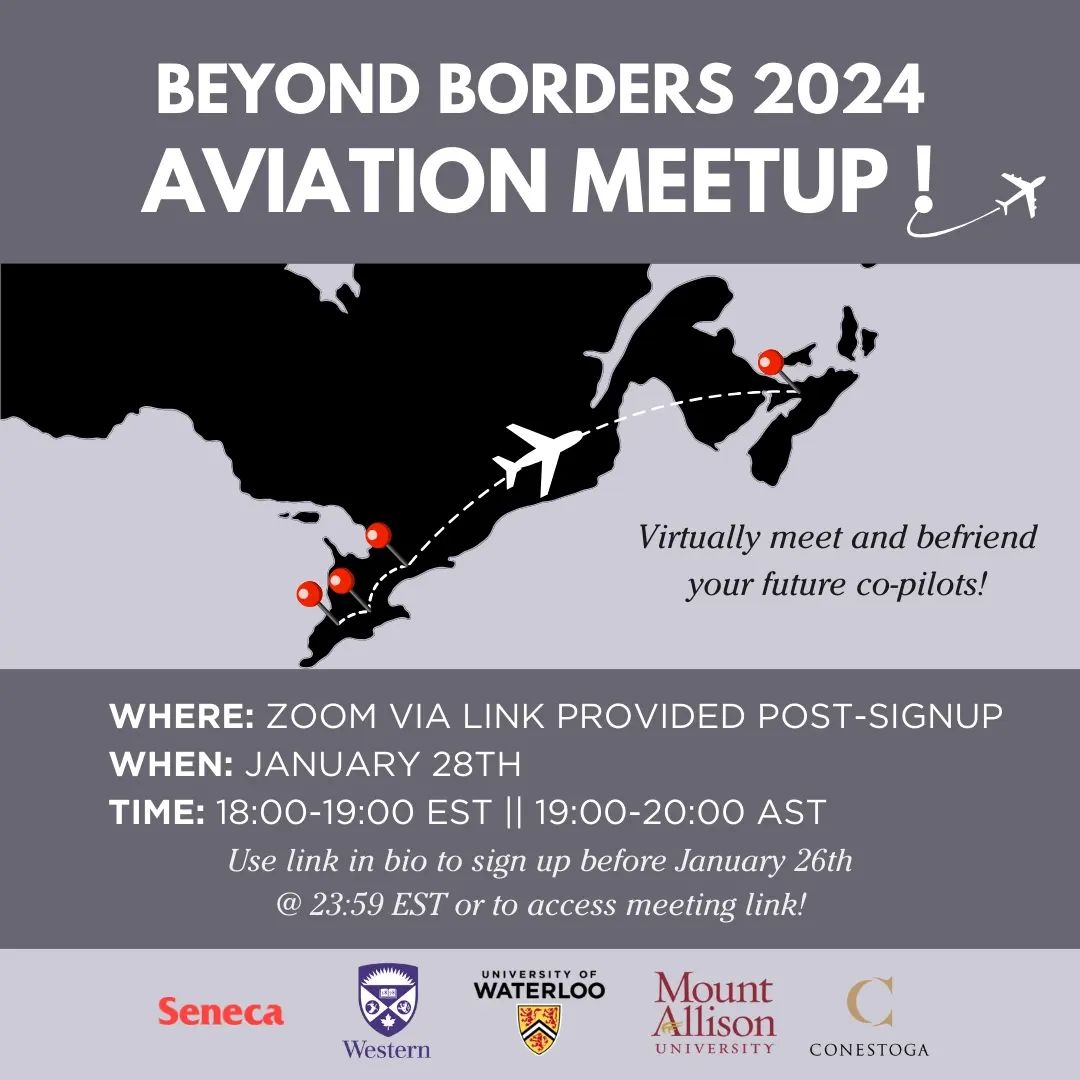 BEYOND BORDERS 2024
AVIATION MEETUP !
Virtually meet and befriend
your future co-pilots!
WHERE: ZOOM VIA LINK PROVIDED POST-SIGNUP
WHEN: JANUARY 28TH
TIME: 18:00-19:00 EST || 19:00-20:00 AST
Use link in bio to sign up before January 26th
@ 23:59 EST or to access meeting link!
Seneca
Western
UNIVERSITY OF
WATERLOO
Mount
Allison
UNIVERSITY
C
CONESTOGA